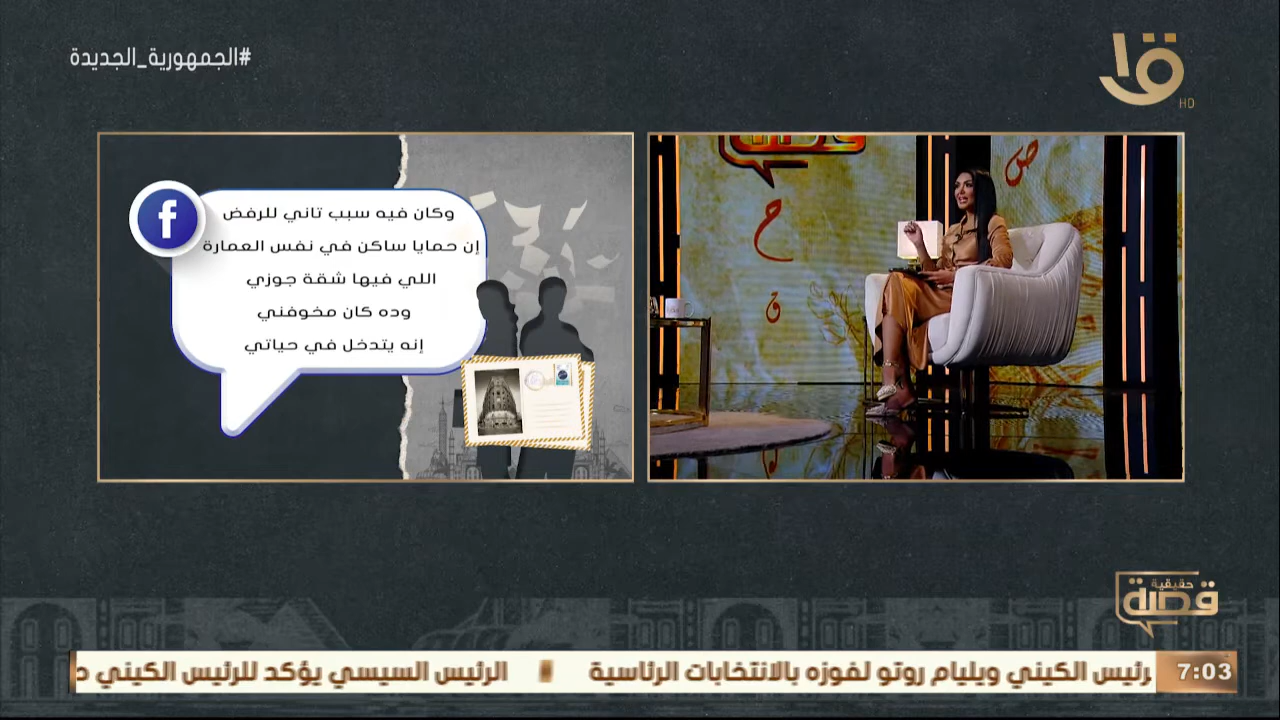 #الجمهورية_الجديدة
HD
وكان فيه سبب تاني للرفض
إن حمايا ساكن في نفس العمارة
اللي فيها شقة جوزي
وده كان مخوفني
إنه يتدخل في حياتي
حقيقية
قصة
رئيس الكيني ويليام روتو لفوزه بالانتخابات الرئاسية
الرئيس السيسي يؤكد للرئيس الكيني
7:03